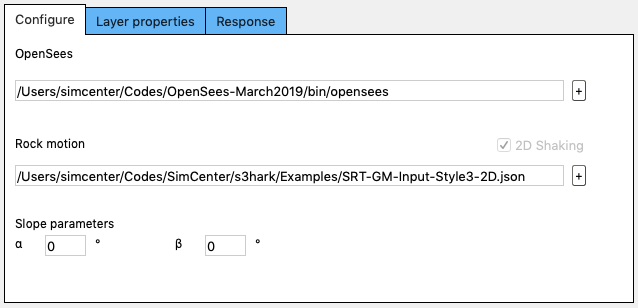 Configure Layer properties Response
OpenSees
/Users/simcenter/Codes/OpenSees-March2019/bin/opensees +
Rock motion 2D Shaking
/Users/simcenter/Codes/SimCenter/s3hark/Examples/SRT-GM-Input-Style3-2D.json +
Slope parameters
α 0 ° β 0 °